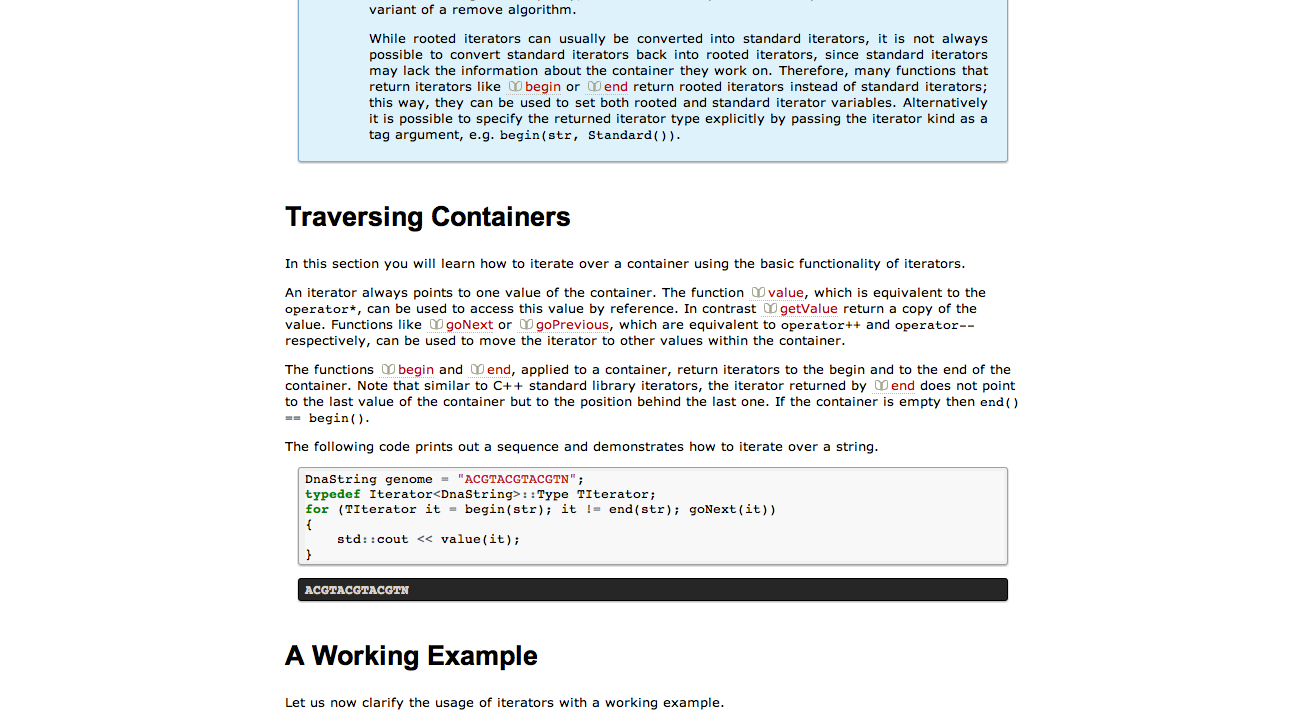 variant of a remove algorithm.
While rooted iterators can usually be converted into standard iterators, it is not always
possible to convert standard iterators back into rooted iterators, since standard iterators
may lack the information about the container they work on. Therefore, many functions that
return iterators like begin or end return rooted iterators instead of standard iterators;
this way, they can be used to set both rooted and standard iterator variables. Alternatively
it is possible to specify the returned iterator type explicitly by passing the iterator kind as a
tag argument, e.g. begin(str, Standard()).
Traversing Containers
In this section you will learn how to iterate over a container using the basic functionality of iterators.
An iterator always points to one value of the container. The function value, which is equivalent to the
operator*, can be used to access this value by reference. In contrast getValue return a copy of the
value. Functions like goNext or goPrevious, which are equivalent to operator++ and operator--
respectively, can be used to move the iterator to other values within the container.
The functions begin and end, applied to a container, return iterators to the begin and to the end of the
container. Note that similar to C++ standard library iterators, the iterator returned by end does not point
to the last value of the container but to the position behind the last one. If the container is empty then end()
== begin().
The following code prints out a sequence and demonstrates how to iterate over a string.
DnaString genome = "ACGTACGTACGTN";
typedef Iterator<DnaString>::Type TIterator;
for (TIterator it = begin(str); it != end(str); goNext(it))
{
    std::cout << value(it);
}
ACGTACGTACGTN
A Working Example
Let us now clarify the usage of iterators with a working example.